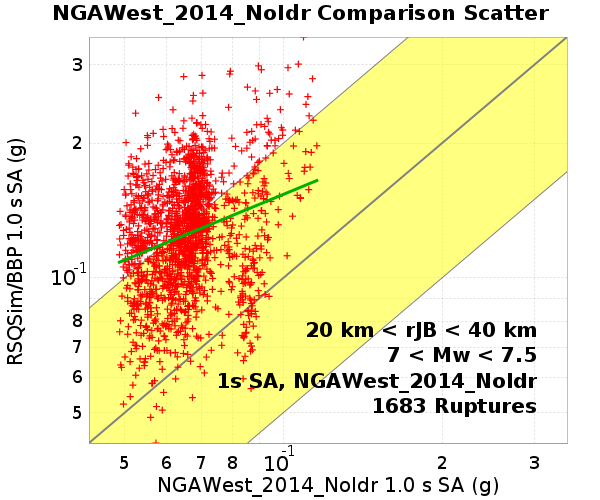 NGAWest_2014_NoIdr Comparison Scatter
RSQSim/BBP 1.0 s SA (g)
3
2
10-1
8
7
6
5
20 km < rJB < 40 km
7 < Mw < 7.5
1s SA, NGAWest_2014_NoIdr
1683 Ruptures
5 6 7 8 10-1 2 3
NGAWest_2014_NoIdr 1.0 s SA (g)